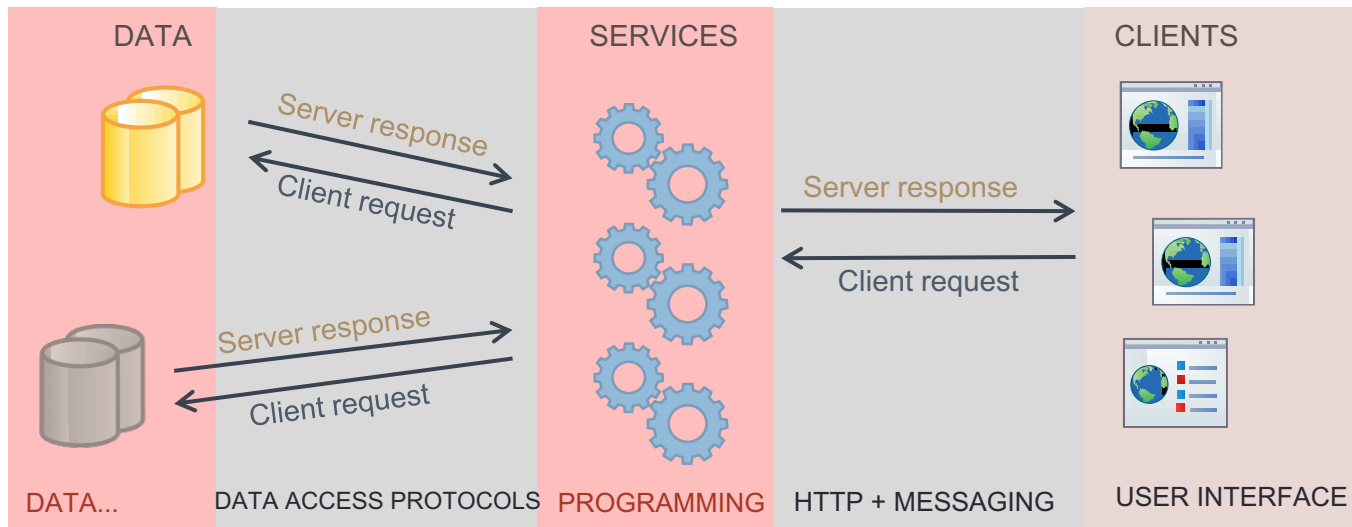 DATA
SERVICES
CLIENTS
Server response
Client request
Server response
Client request
Server response
Client request
DATA...
DATA ACCESS PROTOCOLS
PROGRAMMING
HTTP + MESSAGING
USER INTERFACE